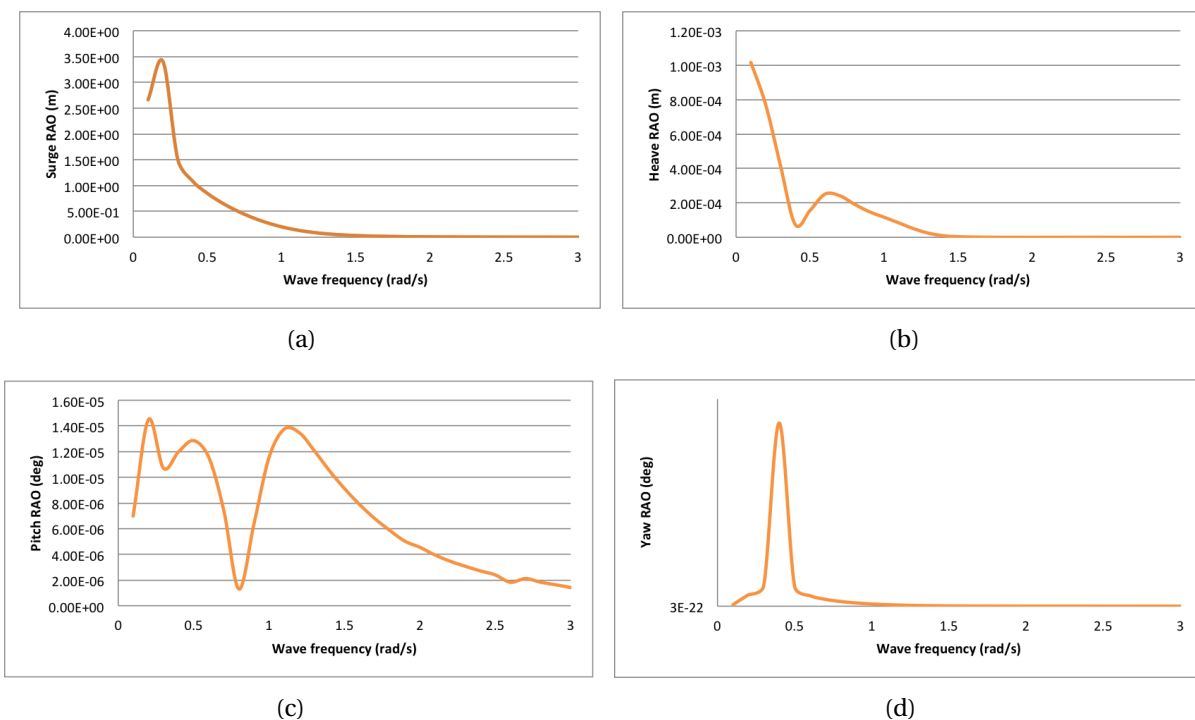 Surge RAO (m)
4.00E+00
3.50E+00
3.00E+00
2.50E+00
2.00E+00
1.50E+00
1.00E+00
5.00E-01
0.00E+00
0 0.5 1 1.5 2 2.5 3
Wave frequency (rad/s)
(a)
Heave RAO (m)
1.20E-03
1.00E-03
8.00E-04
6.00E-04
4.00E-04
2.00E-04
0.00E+00
0 0.5 1 1.5 2 2.5 3
Wave frequency (rad/s)
(b)
Pitch RAO (deg)
1.60E-05
1.40E-05
1.20E-05
1.00E-05
8.00E-06
6.00E-06
4.00E-06
2.00E-06
0.00E+00
0 0.5 1 1.5 2 2.5 3
Wave frequency (rad/s)
(c)
Yaw RAO (deg)
3E-22
0 0.5 1 1.5 2 2.5 3
Wave frequency (rad/s)
(d)